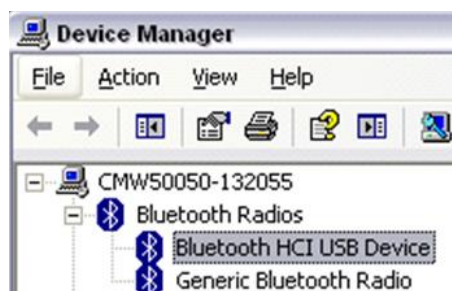 Device Manager
File Action View Help
CMW50050-132055
Bluetooth Radios
Bluetooth HCI USB Device
Generic Bluetooth Radio